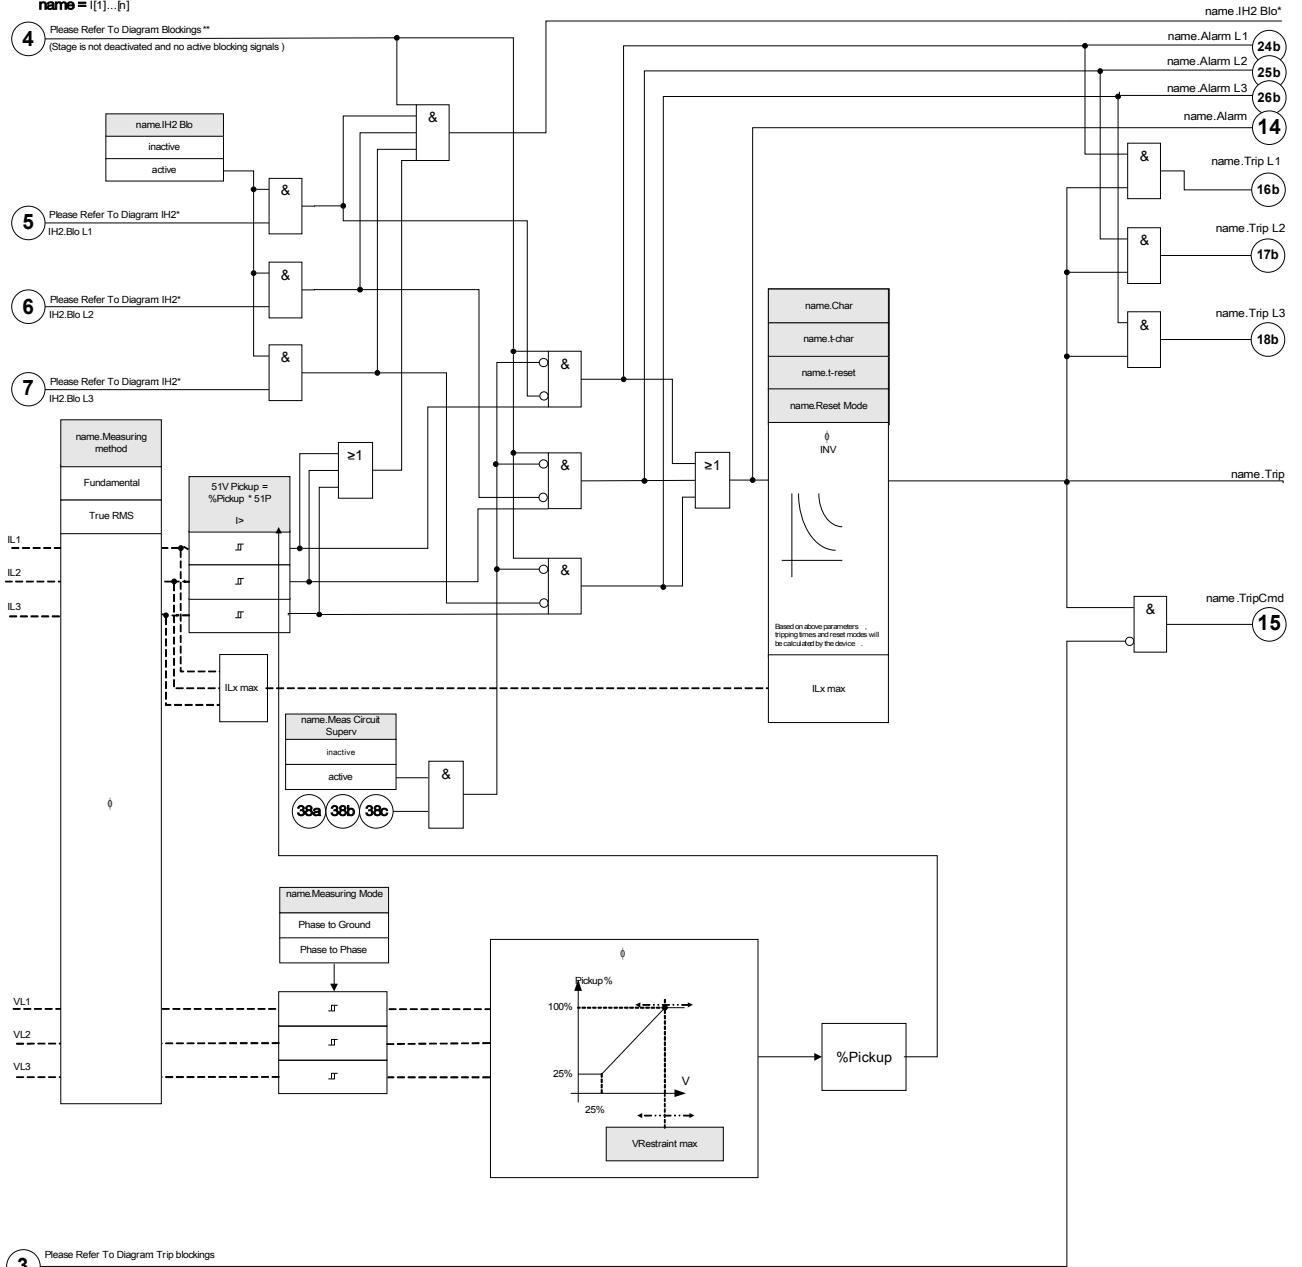 name = I[1]...[n]
name.IH2 Blo*
4
Please Refer To Diagram Blockings **
(Stage is not deactivated and no active blocking signals )
name.Alarm L1
24b
name.Alarm L2
25b
name.Alarm L3
26b
name.Alarm
14
name.IH2 Blo
inactive
active
&
&
name.Trip L1
16b
&
5
Please Refer To Diagram IH2*
IH2.Blo L1
&
name.Trip L2
17b
&
6
Please Refer To Diagram IH2*
IH2.Blo L2
name.Char
name.t-char
name.t-reset
name.Reset Mode
&
name.Trip L3
18b
&
7
Please Refer To Diagram IH2*
IH2.Blo L3
&
name.Measuring
method
Fundamental
True RMS
≥1
51V Pickup =
%Pickup * 51P
I>
&
≥1
ϕ
INV
name.Trip
IL1
IL2
IL3
&
Based on above parameters ,
tripping times and reset modes will
be calculated by the device .
&
name.TripCmd
15
ILx max
ILx max
name.Meas Circuit
Superv
inactive
active
&
38a
38b
38c
ϕ
name.Measuring Mode
Phase to Ground
Phase to Phase
ϕ
Pickup %
100%
25%
25%
V
VRestraint max
%Pickup
VL1
VL2
VL3
3
Please Refer To Diagram Trip blockings